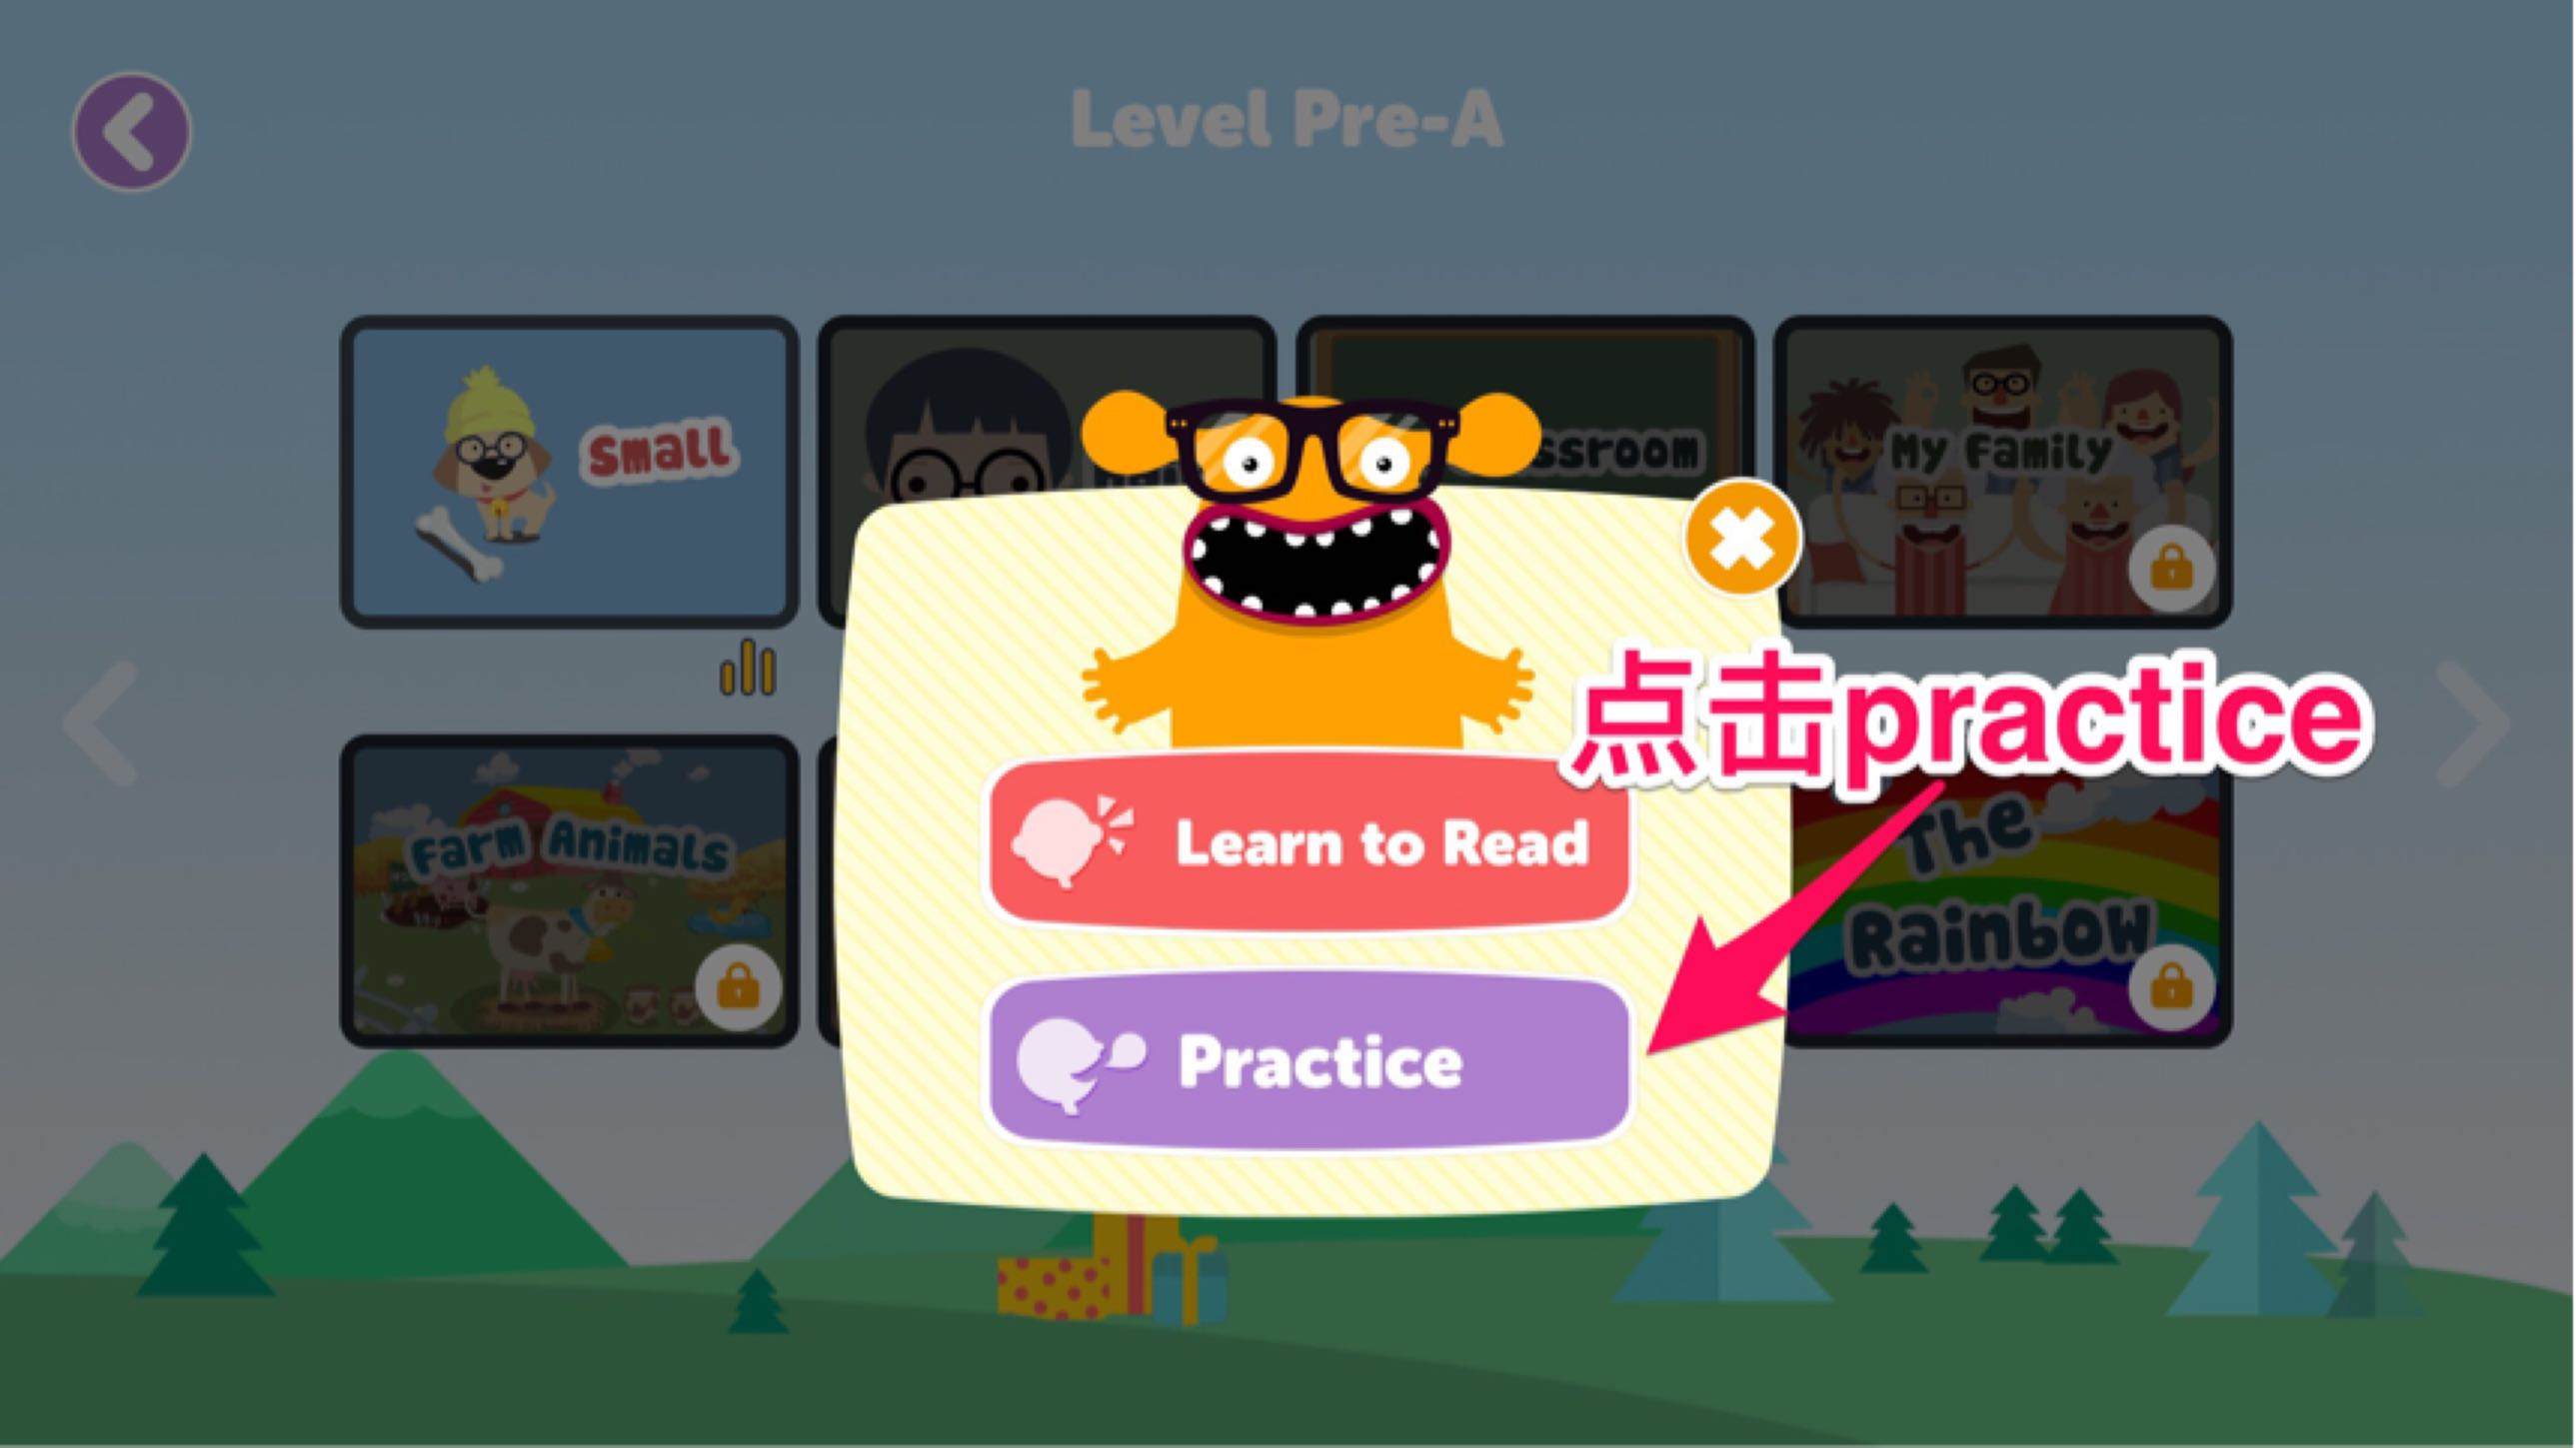 Level Pre-A
Small
ssroom
My Family
点击practice
Learn to Read
Farm Animals
The
Rainbow
Practice